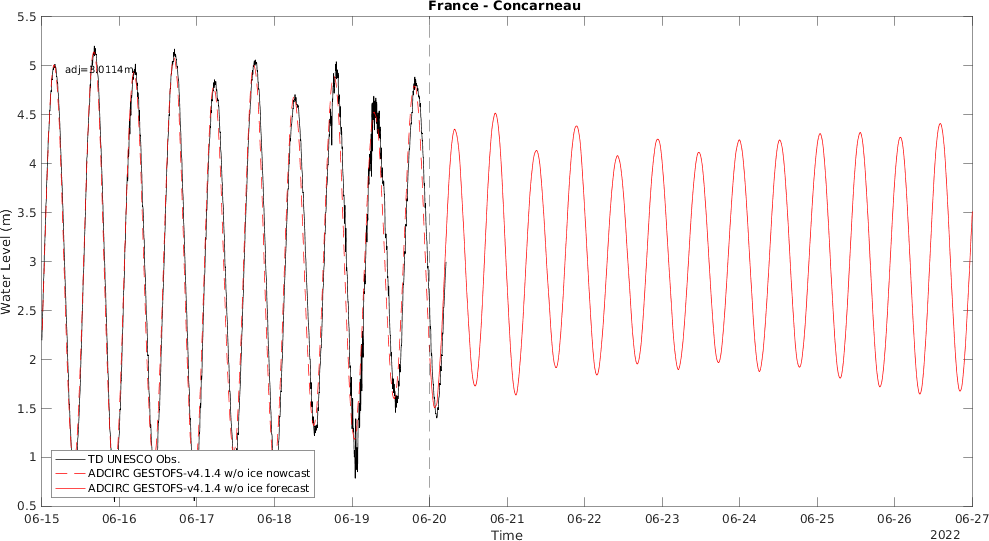 France - Concarneau
5.5
5
4.5
4
3.5
3
2.5
2
1.5
1
0.5
Water Level (m)
adj=3.0114m
TD UNESCO Obs.
ADCIRC GESTOFS-v4.1.4 w/o ice nowcast
ADCIRC GESTOFS-v4.1.4 w/o ice forecast
06-15 06-16 06-17 06-18 06-19 06-20 06-21 06-22 06-23 06-24 06-25 06-26 06-27
Time
2022